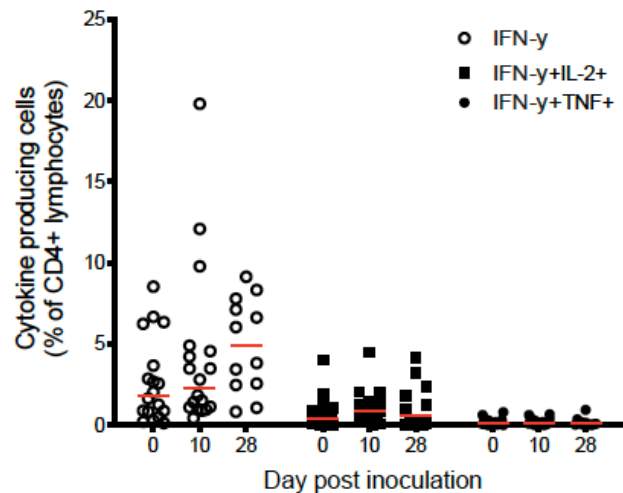 25
20
15
10
5
0
Cytokine producing cells
(% of CD4+ lymphocytes)
IFN-y
IFN-y+IL-2+
IFN-y+TNF+
0 10 28 0 10 28 0 10 28
Day post inoculation